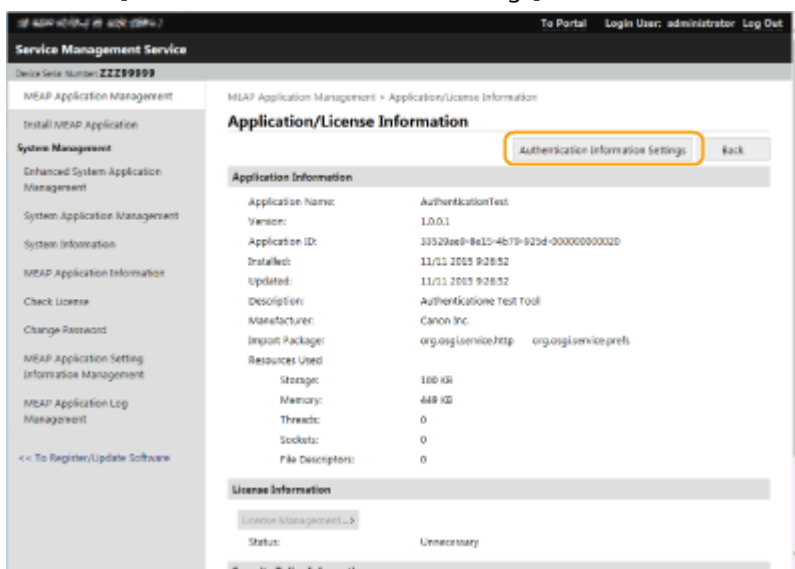 To Portal Login User: administrator Log Out
Service Management Service
Device Serial Number: ZZZ99999
MEAP Application Management
Install MEAP Application
System Management
Enhanced System Application
Management
System Application Management
System Information
MEAP Application Information
Check License
Change Password
MEAP Application Setting
Information Management
MEAP Application Log
Management
<< To Register/Update Software
MEAP Application Management > Application/License Information
Application/License Information
Authentication Information Settings Back
Application Information
Application Name: AuthenticationTest
Version: 1.0.0.1
Application ID:
Installed: 11/11 2015 9:28:52
Updated: 11/11 2015 9:28:52
Description: Authenticatione Test Tool
Manufacturer: Canon Inc.
Import Package: org.osgi.service.http org.osgi.service.prefs
Resources Used
Storage: 100 KB
Memory: 449 KB
Threads: 0
Sockets: 0
File Descriptors: 0
License Information
License Management...>
Status: Unnecessary